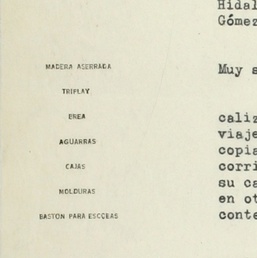 Hidal
Gómez
Muy s
MADERA ASERRADA
TRIPLAY
BREA
AGUARRAS
CAJAS
MOLDURAS
BASTON PARA ESCOBAS
caliz
viaje
copia
corri
su ca
en ot
conte